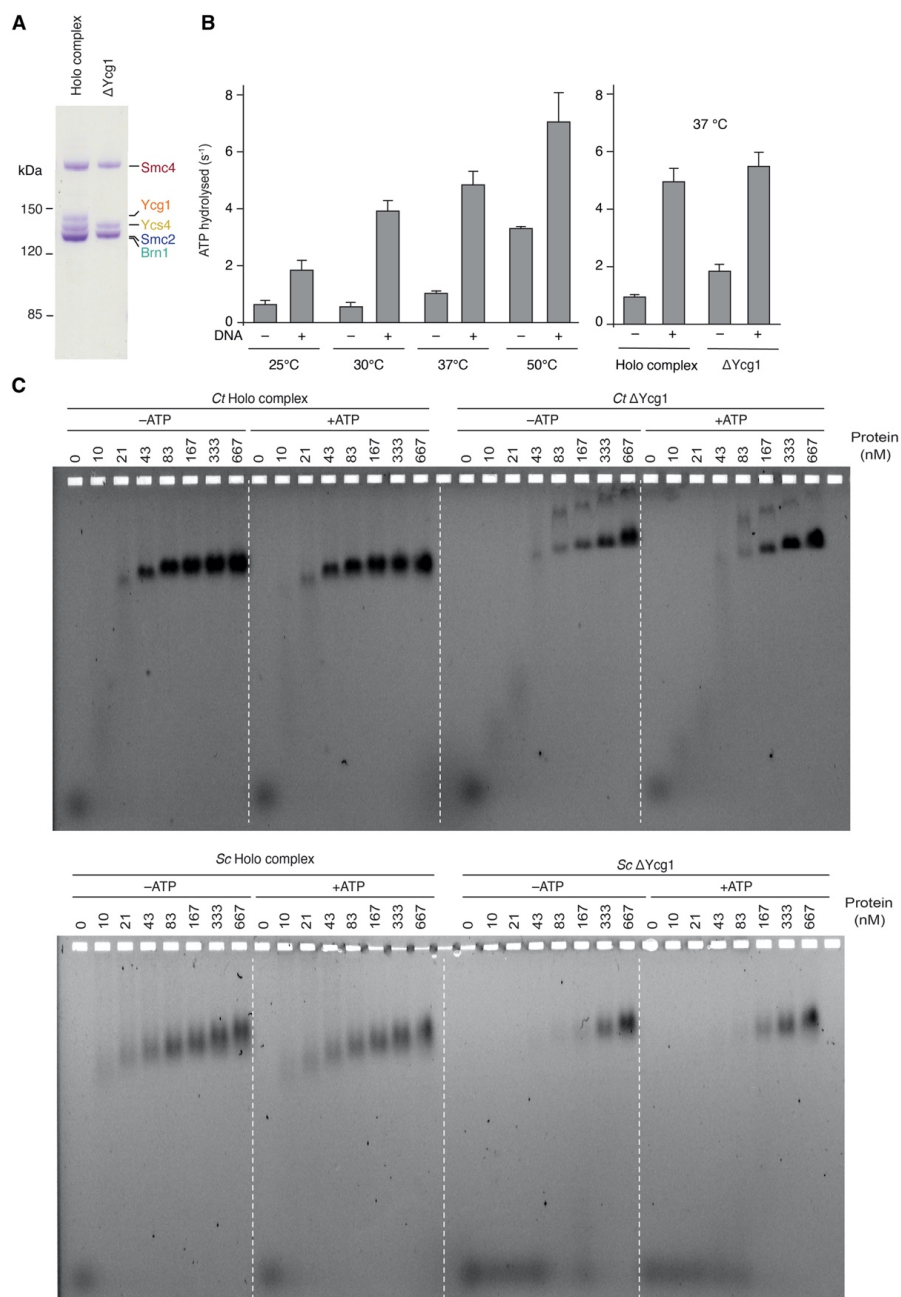 A
Holo complex
ΔYcg1
kDa
150
120
85
Smc4
Ycg1
Ycs4
Smc2
Brn1
B
ATP hydrolysed (s⁻¹)
8
6
4
2
0
DNA
– + – + – + – +
25°C 30°C 37°C 50°C
37 °C
8
6
4
2
0
– + – +
Holo complex ΔYcg1
C
Ct Holo complex Ct ΔYcg1
–ATP +ATP –ATP +ATP
0 10 21 43 83 167 333 667 0 10 21 43 83 167 333 667 0 10 21 43 83 167 333 667 0 10 21 43 83 167 333 667
Protein
(nM)
Sc Holo complex Sc ΔYcg1
–ATP +ATP –ATP +ATP
0 10 21 43 83 167 333 667 0 10 21 43 83 167 333 667 0 10 21 43 83 167 333 667 0 10 21 43 83 167 333 667
Protein
(nM)